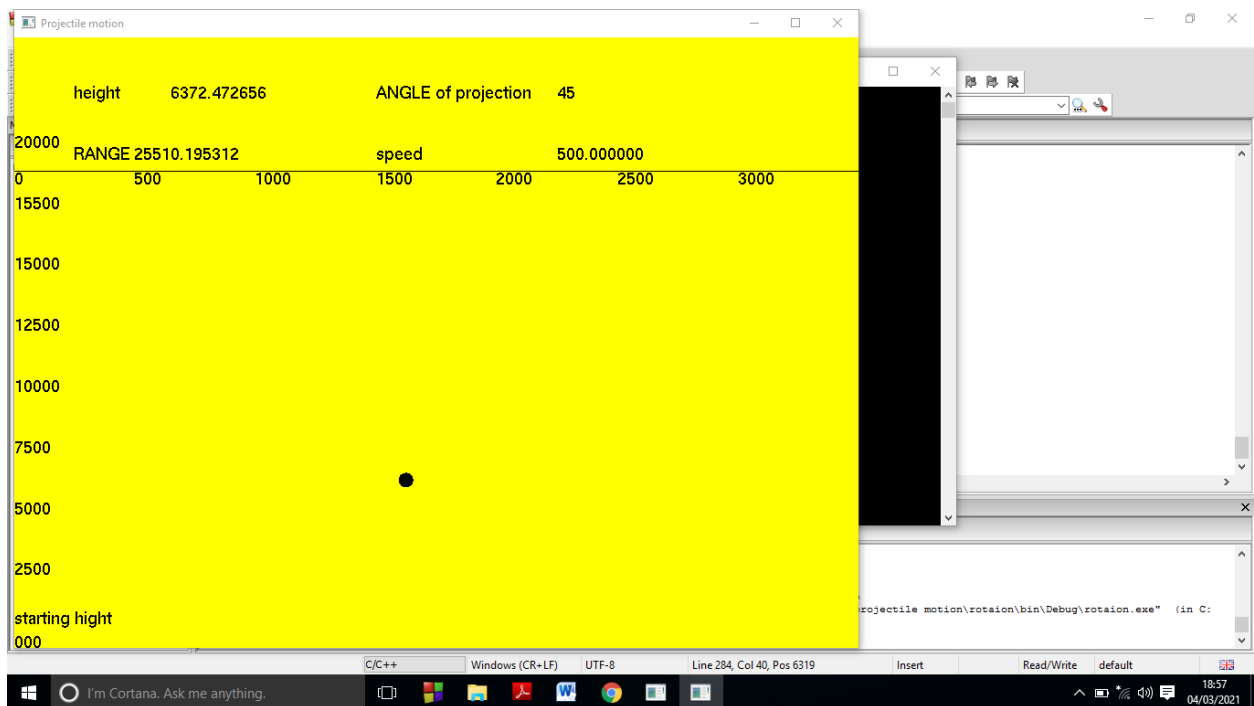 Projectile motion
height 6372.472656 ANGLE of projection 45
20000
RANGE 25510.195312 speed 500.000000
0 500 1000 1500 2000 2500 3000
15500
15000
12500
10000
7500
5000
2500
starting hight
000
projectile motion\rotaion\bin\Debug\rotaion.exe" (in C:
C/C++ Windows (CR+LF) UTF-8 Line 284, Col 40, Pos 6319 Insert Read/Write default
I'm Cortana. Ask me anything.
18:57
04/03/2021